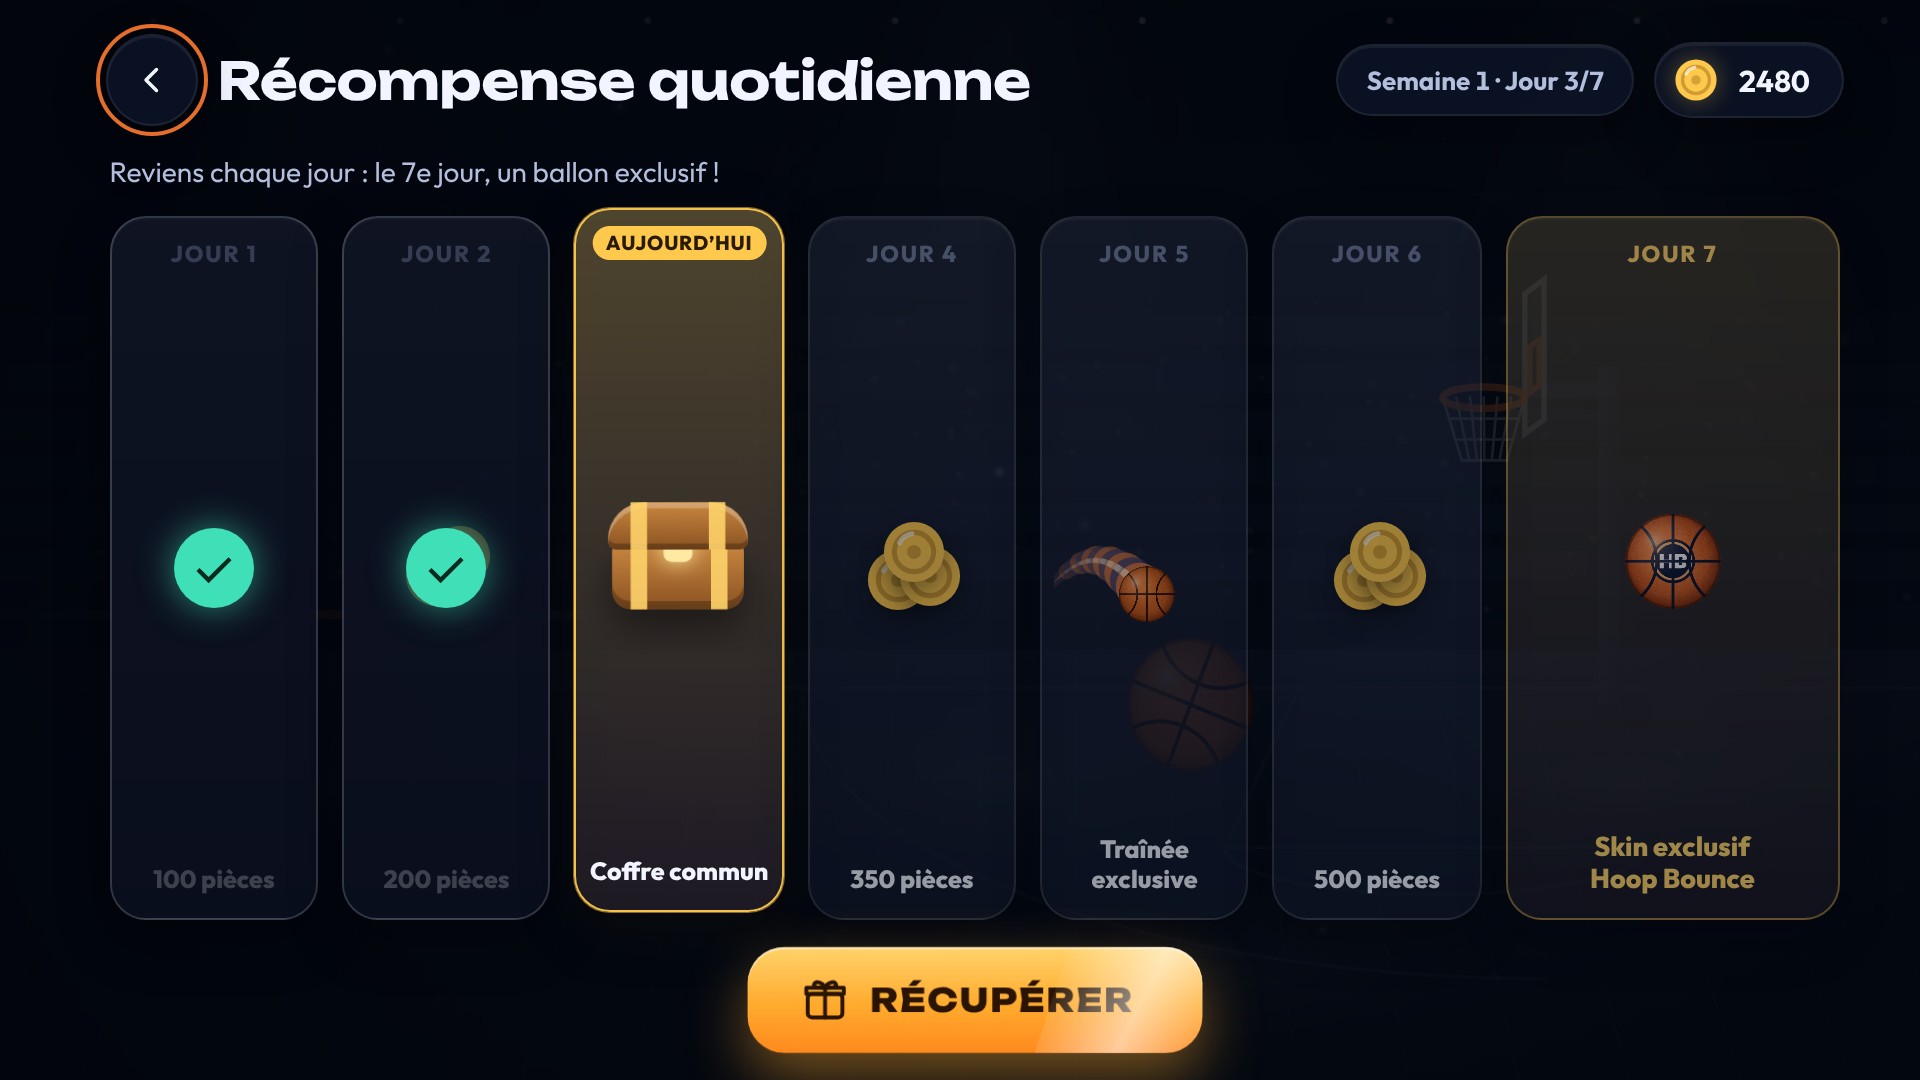 Récompense quotidienne
Semaine 1 · Jour 3/7
2480
Reviens chaque jour : le 7e jour, un ballon exclusif !
JOUR 1
100 pièces
JOUR 2
200 pièces
AUJOURD’HUI
Coffre commun
JOUR 4
350 pièces
JOUR 5
Traînée
exclusive
JOUR 6
500 pièces
JOUR 7
HB
Skin exclusif
Hoop Bounce
RÉCUPÉRER